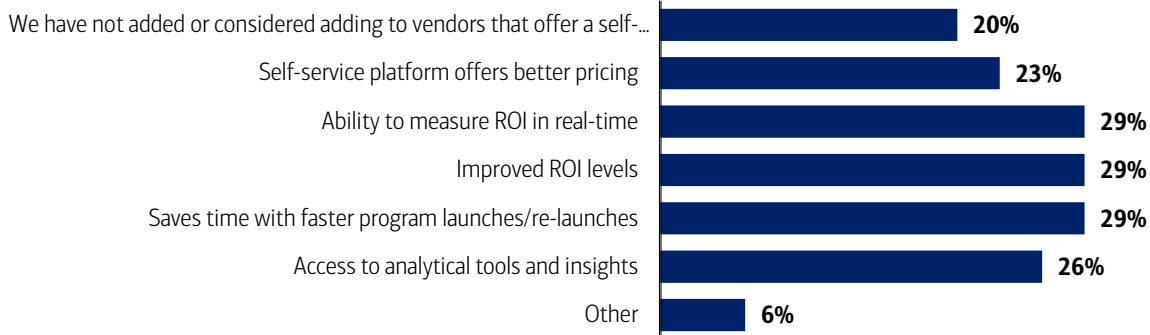 We have not added or considered adding to vendors that offer a self-...
20%
Self-service platform offers better pricing
23%
Ability to measure ROI in real-time
29%
Improved ROI levels
29%
Saves time with faster program launches/re-launches
29%
Access to analytical tools and insights
26%
Other
6%